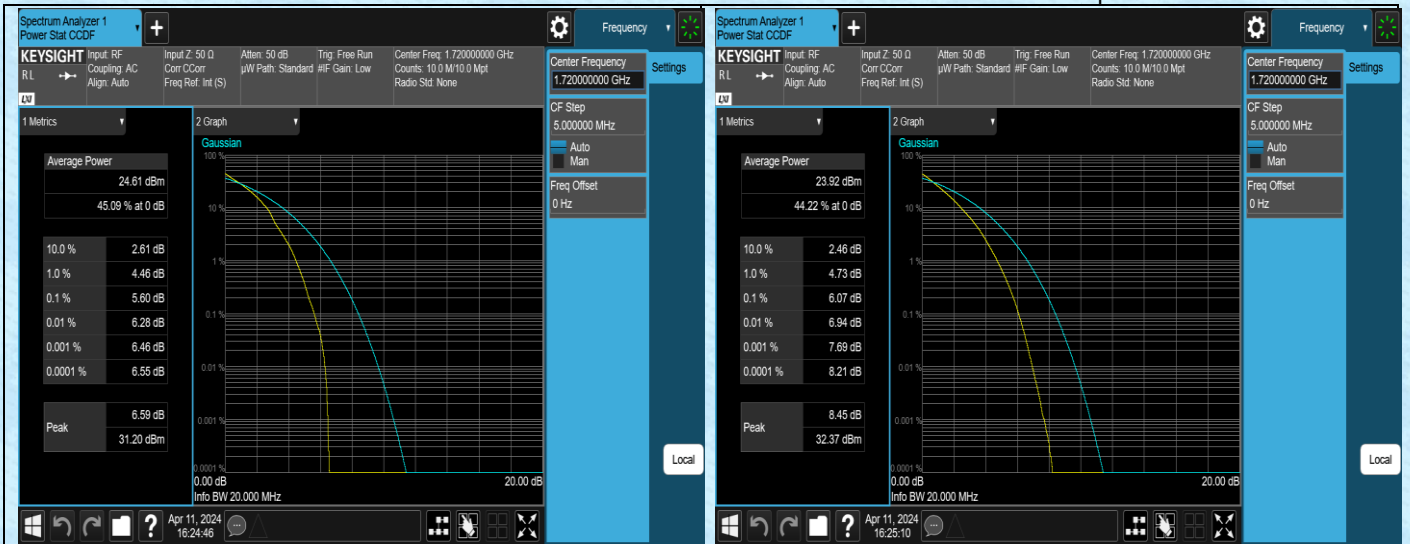 Spectrum Analyzer 1
Power Stat CCDF
+
Frequency
KEYSIGHT
RL
LXI
Input: RF
Coupling: AC
Align: Auto
Input Z: 50 Ω
Corr CCorr
Freq Ref: Int (S)
Atten: 50 dB
µW Path: Standard
Trig: Free Run
#IF Gain: Low
Center Freq: 1.720000000 GHz
Counts: 10.0 M/10.0 Mpt
Radio Std: None
Center Frequency
1.720000000 GHz
Settings
CF Step
5.000000 MHz
Auto
Man
Freq Offset
0 Hz
1 Metrics
2 Graph
Average Power
24.61 dBm
45.09 % at 0 dB
10.0 % 2.61 dB
1.0 % 4.46 dB
0.1 % 5.60 dB
0.01 % 6.28 dB
0.001 % 6.46 dB
0.0001 % 6.55 dB
Peak
6.59 dB
31.20 dBm
Gaussian
100 %
10 %
1 %
0.1 %
0.01 %
0.001 %
0.0001 %
0.00 dB 20.00 dB
Info BW 20.000 MHz
Local
?
Apr 11, 2024
16:24:46
Spectrum Analyzer 1
Power Stat CCDF
+
Frequency
KEYSIGHT
RL
LXI
Input: RF
Coupling: AC
Align: Auto
Input Z: 50 Ω
Corr CCorr
Freq Ref: Int (S)
Atten: 50 dB
µW Path: Standard
Trig: Free Run
#IF Gain: Low
Center Freq: 1.720000000 GHz
Counts: 10.0 M/10.0 Mpt
Radio Std: None
Center Frequency
1.720000000 GHz
Settings
CF Step
5.000000 MHz
Auto
Man
Freq Offset
0 Hz
1 Metrics
2 Graph
Average Power
23.92 dBm
44.22 % at 0 dB
10.0 % 2.46 dB
1.0 % 4.73 dB
0.1 % 6.07 dB
0.01 % 6.94 dB
0.001 % 7.69 dB
0.0001 % 8.21 dB
Peak
8.45 dB
32.37 dBm
Gaussian
100 %
10 %
1 %
0.1 %
0.01 %
0.001 %
0.0001 %
0.00 dB 20.00 dB
Info BW 20.000 MHz
Local
?
Apr 11, 2024
16:25:10